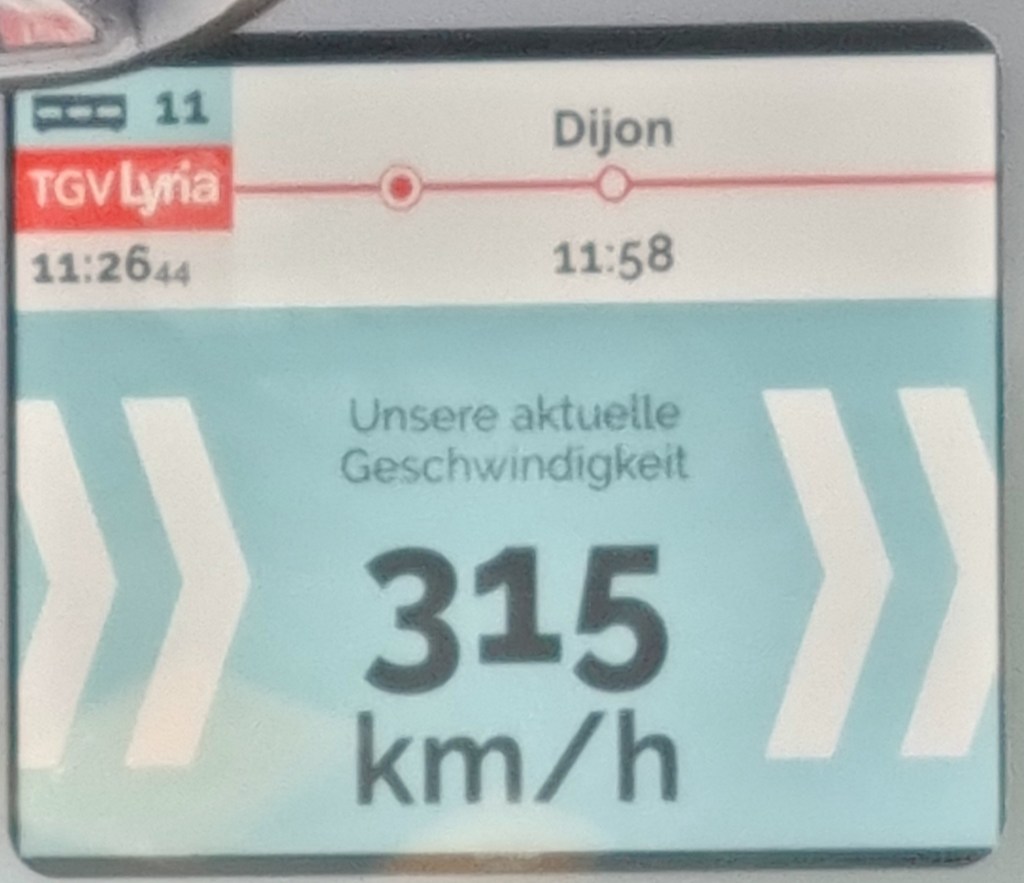 11
Dijon
TGV Lyria
11:26 44
11:58
Unsere aktuelle
Geschwindigkeit
315
km/h